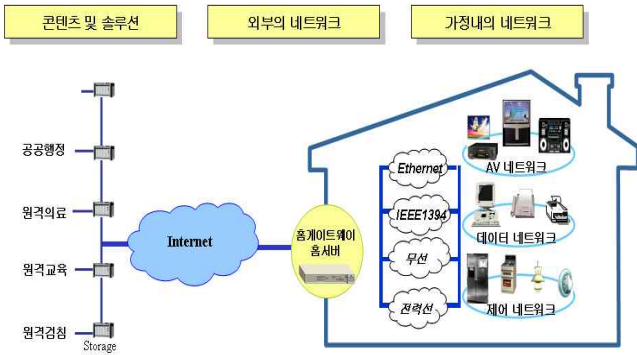 콘텐츠 및 솔루션
외부의 네트워크
가정내의 네트워크
공공행정
원격의료
원격교육
원격검침
Storage
Internet
홈게이트웨이
홈서버
Ethernet
IEEE1394
무선
전력선
AV 네트워크
데이터 네트워크
제어 네트워크